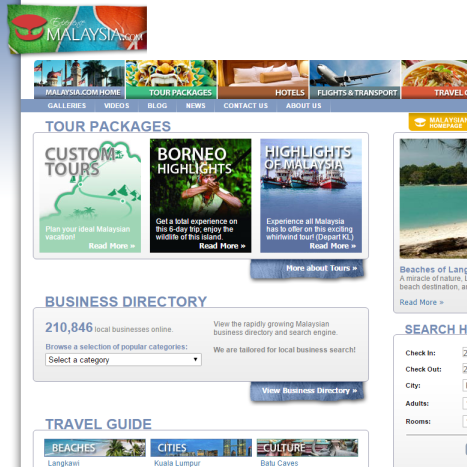 MALAYSIA.COM
MALAYSIA.COM HOME
TOUR PACKAGES
HOTELS
FLIGHTS & TRANSPORT
TRAVEL
GALLERIES VIDEOS BLOG NEWS CONTACT US ABOUT US
TOUR PACKAGES
CUSTOM TOURS
Plan your ideal Malaysian
vacation!
Read More »
BORNEO
HIGHLIGHTS
Get a total experience on
this 6-day trip; enjoy the
wildlife of this island.
Read More »
HIGHLIGHTS
OF MALAYSIA
Experience all Malaysia
has to offer on this exciting
whirlwind tour! (Depart KL)
Read More »
More about Tours »
MALAYSIAN
HOMEPAGE
Beaches of Lang
A miracle of nature, L
beach destination, a
Read More »
BUSINESS DIRECTORY
210,846 local businesses online.
Browse a selection of popular categories:
Select a category
View the rapidly growing Malaysian
business directory and search engine.
We are tailored for local business search!
View Business Directory »
SEARCH H
Check In:
Check Out:
City:
Adults:
Rooms:
TRAVEL GUIDE
BEACHES
Langkawi
CITIES
Kuala Lumpur
CULTURE
Batu Caves